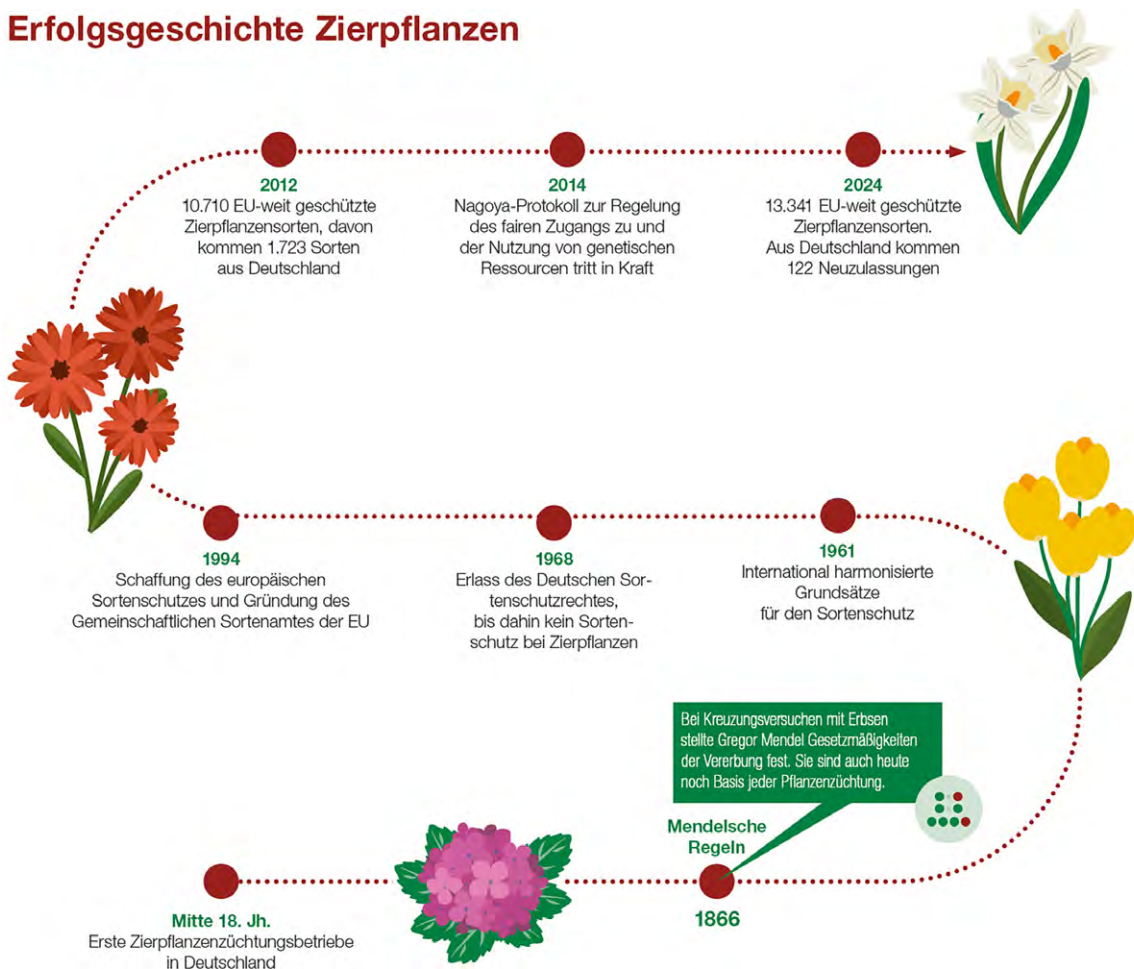 Erfolgsgeschichte Zierpflanzen
2012
10.710 EU-weit geschützte
Zierpflanzensorten, davon
kommen 1.723 Sorten
aus Deutschland
2014
Nagoya-Protokoll zur Regelung
des fairen Zugangs zu und
der Nutzung von genetischen
Ressourcen tritt in Kraft
2024
13.341 EU-weit geschützte
Zierpflanzensorten.
Aus Deutschland kommen
122 Neuzulassungen
1994
Schaffung des europäischen
Sortenschutzes und Gründung des
Gemeinschaftlichen Sortenamtes der EU
1968
Erlass des Deutschen Sor-
tenschutzrechtes,
bis dahin kein Sorten-
schutz bei Zierpflanzen
1961
International harmonisierte
Grundsätze
für den Sortenschutz
Bei Kreuzungsversuchen mit Erbsen
stellte Gregor Mendel Gesetzmäßigkeiten
der Vererbung fest. Sie sind auch heute
noch Basis jeder Pflanzenzüchtung.
Mendelsche
Regeln
1866
Mitte 18. Jh.
Erste Zierpflanzenzüchtungsbetriebe
in Deutschland